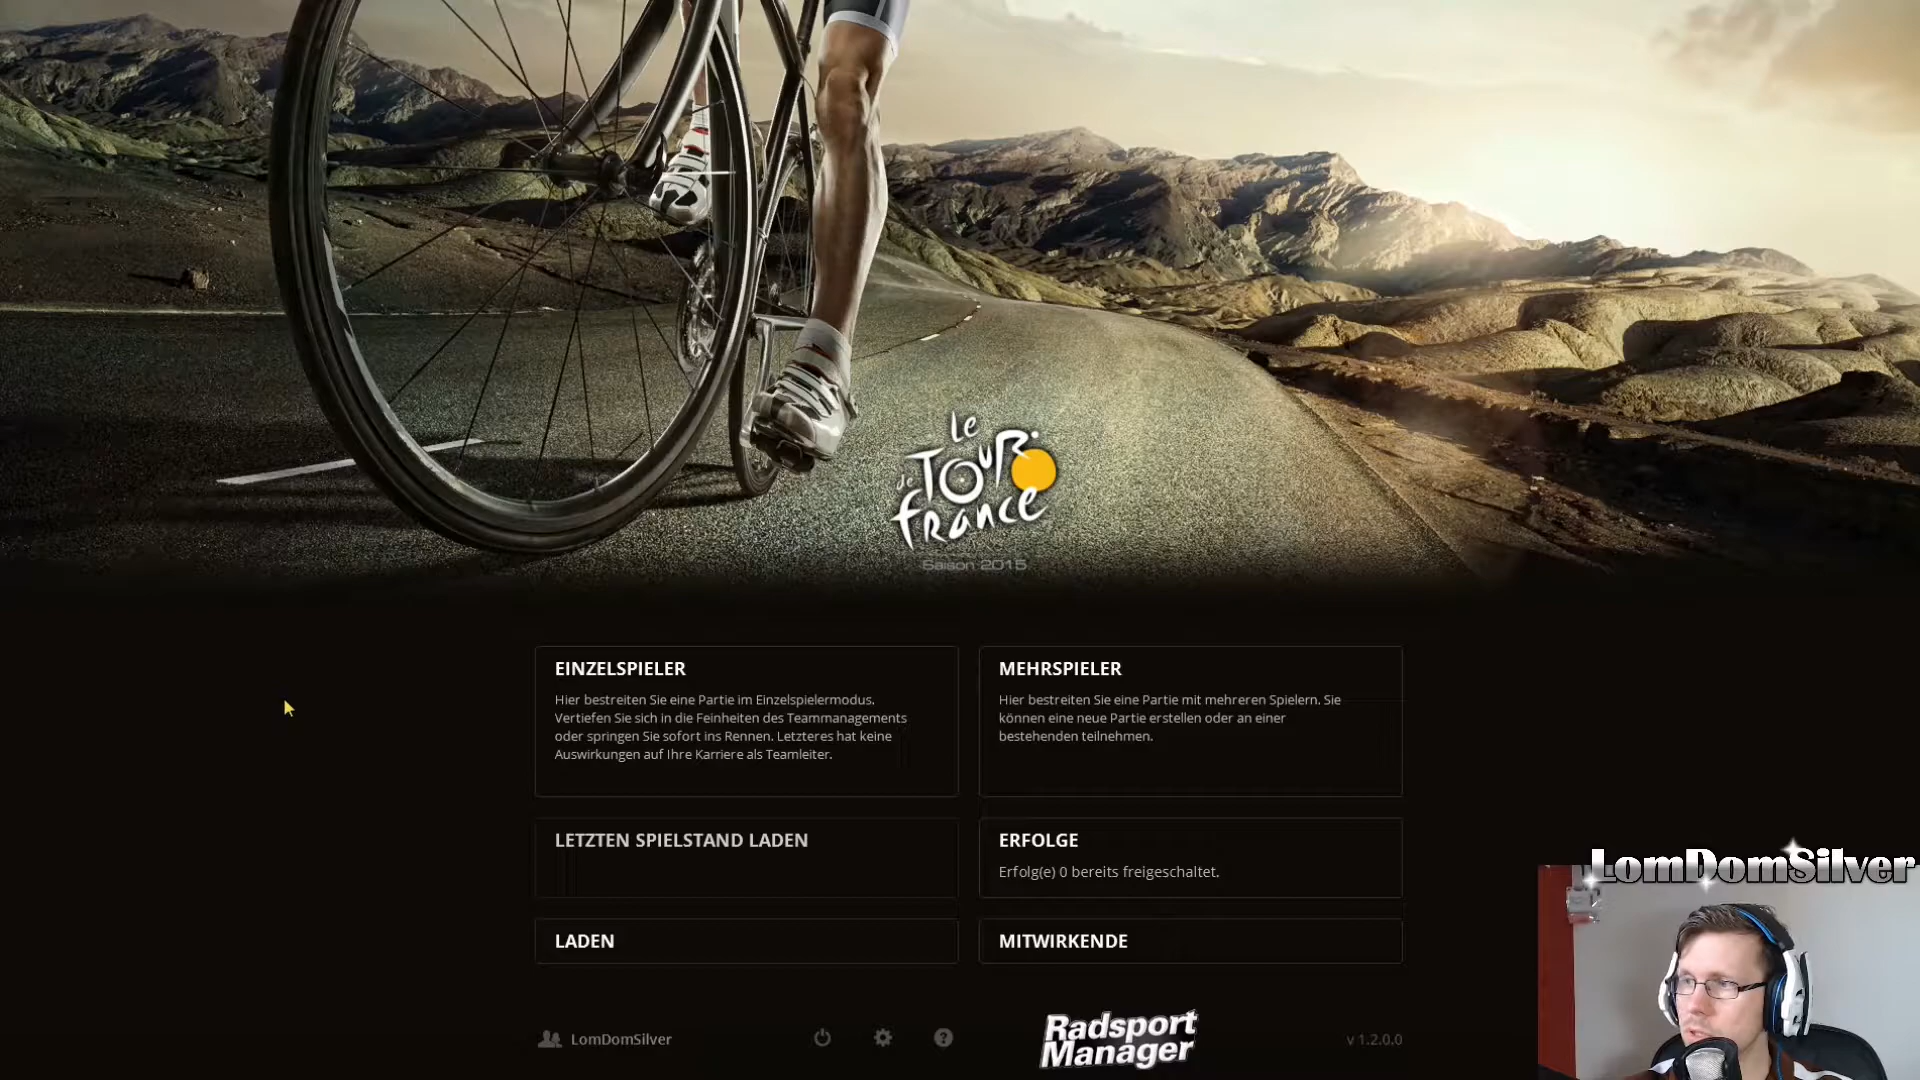 Le
Tour
de
France
Saison 2015
EINZELSPIELER
Hier bestreiten Sie eine Partie im Einzelspielermodus.
Vertiefen Sie sich in die Feinheiten des Teammanagements
oder springen Sie sofort ins Rennen. Letzteres hat keine
Auswirkungen auf Ihre Karriere als Teamleiter.
MEHRSPIELER
Hier bestreiten Sie eine Partie mit mehreren Spielern. Sie
können eine neue Partie erstellen oder an einer
bestehenden teilnehmen.
LETZTEN SPIELSTAND LADEN
ERFOLGE
Erfolg(e) 0 bereits freigeschaltet.
LADEN
MITWIRKENDE
LomDomSilver
?
Radsport
Manager
v 1.2.0.0
LomDomSilver